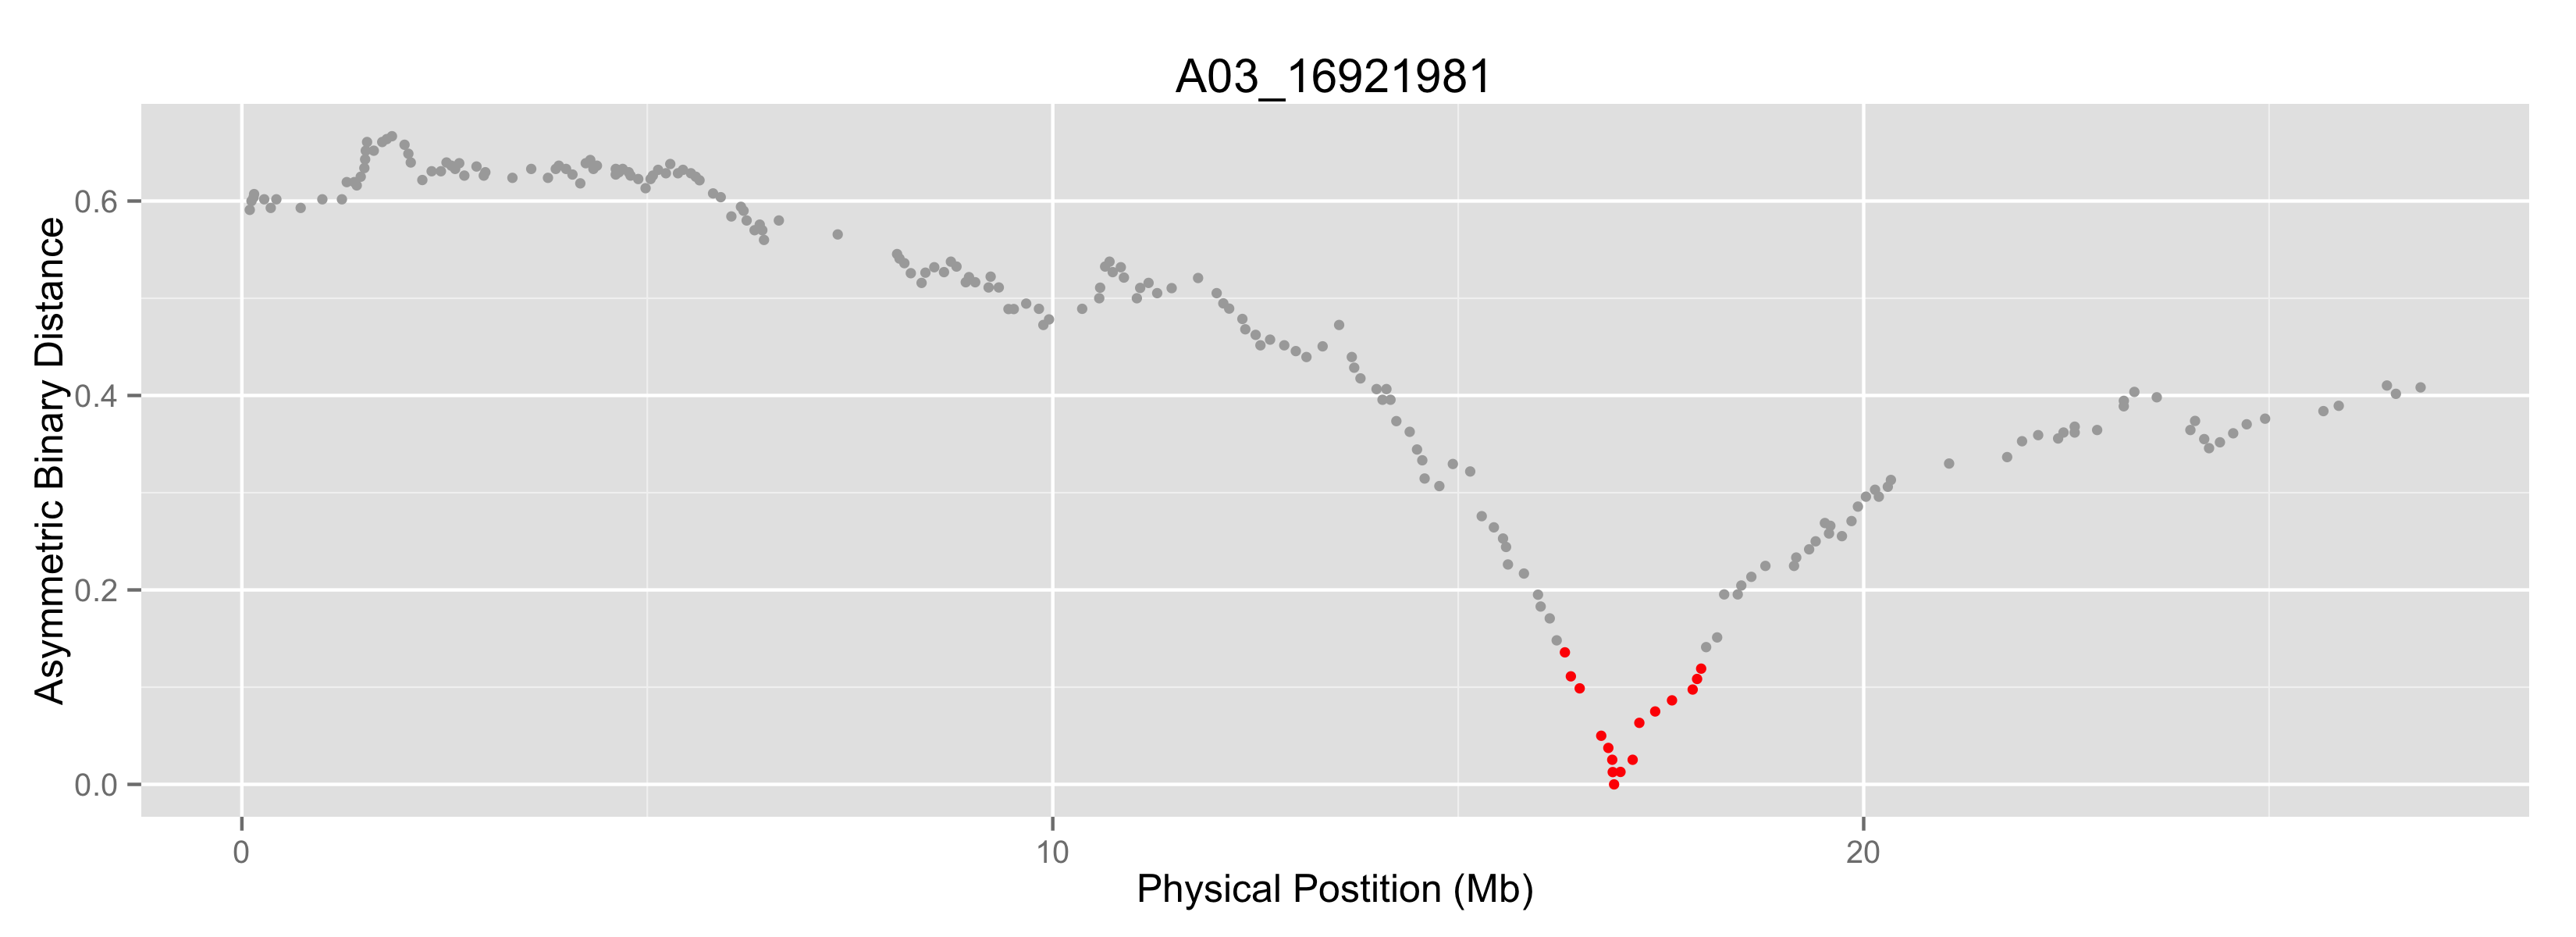 A03_16921981
Asymmetric Binary Distance
0.6
0.4
0.2
0.0
0 10 20
Physical Postition (Mb)